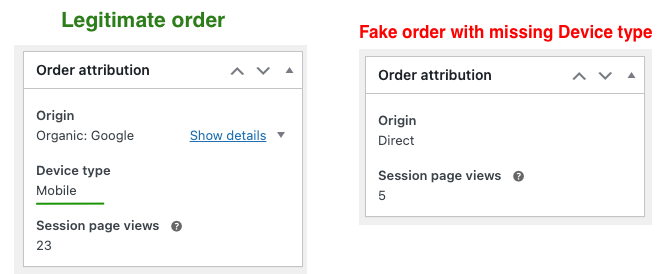 Legitimate order
Order attribution
Origin
Organic: Google Show details
Device type
Mobile
Session page views ?
23
Fake order with missing Device type
Order attribution
Origin
Direct
Session page views ?
5